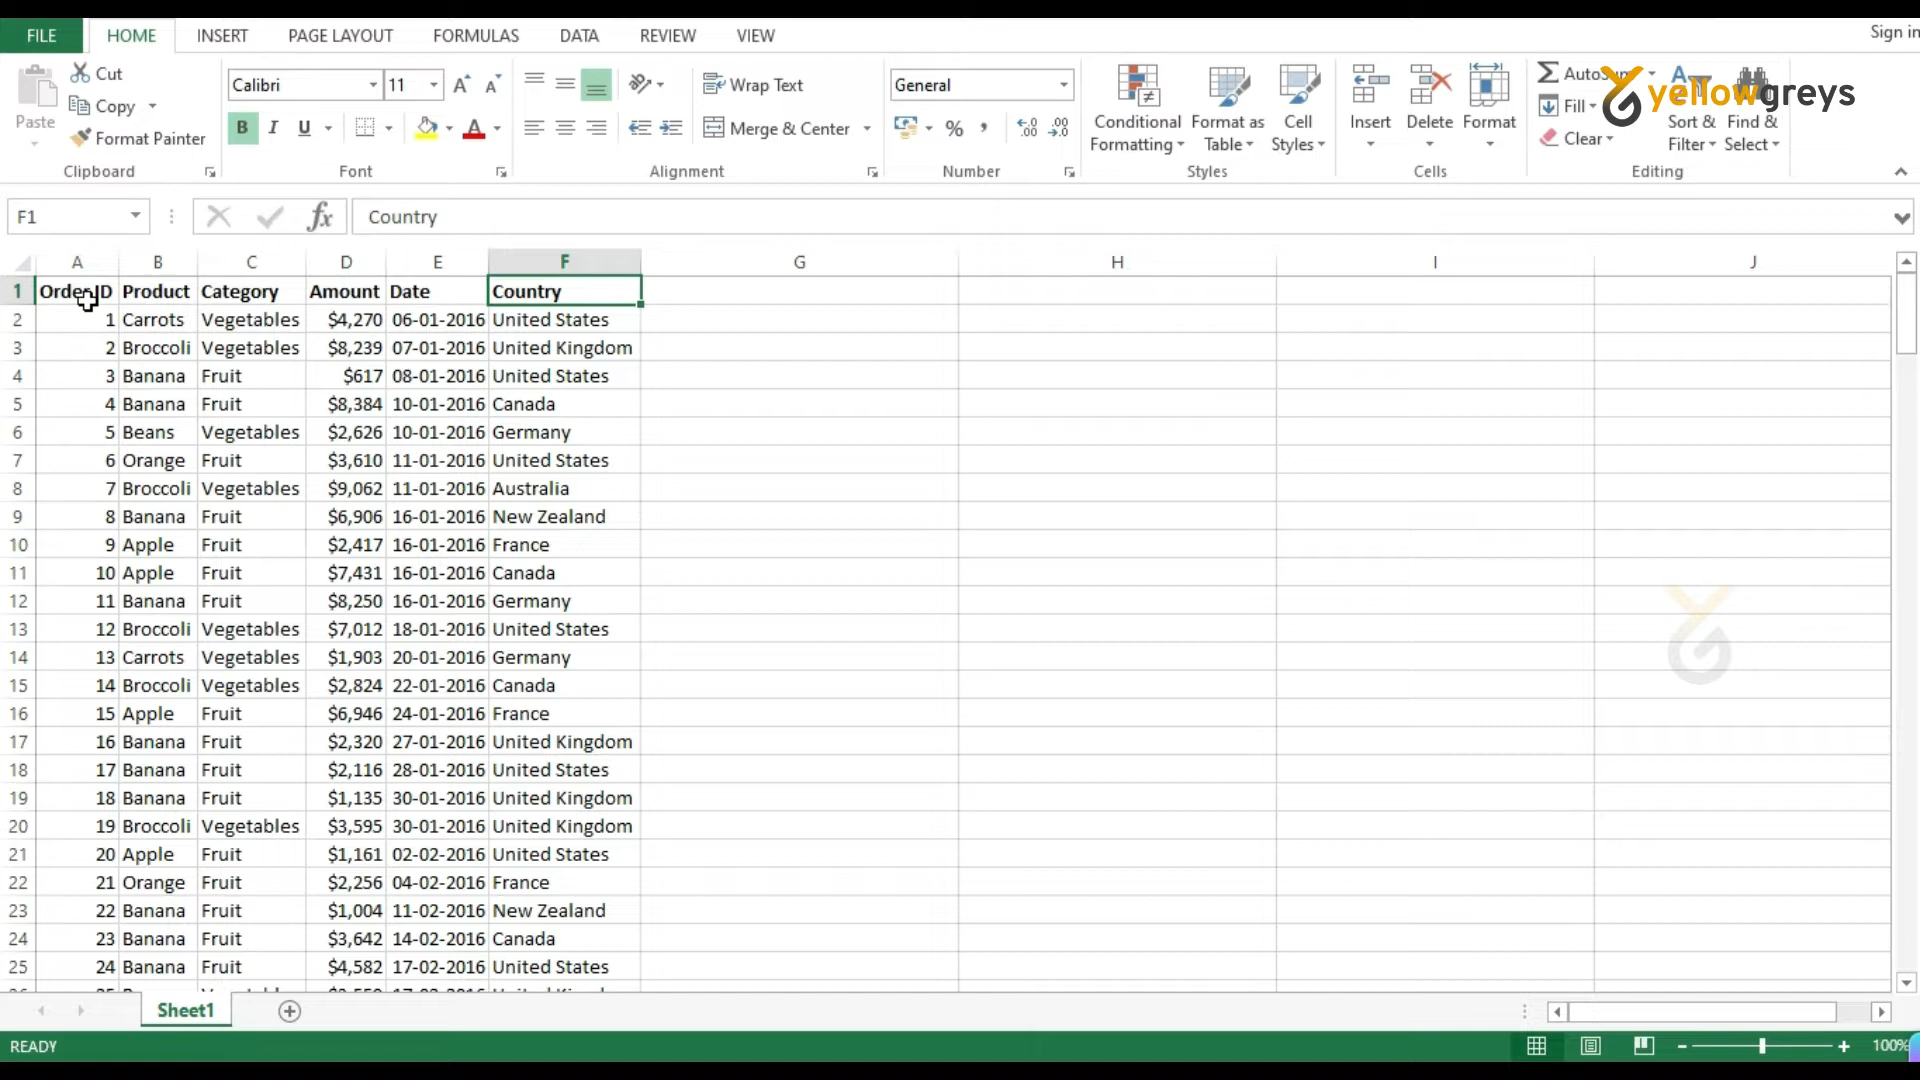 FILE HOME INSERT PAGE LAYOUT FORMULAS DATA REVIEW VIEW Sign in
Paste
Cut
Copy
Format Painter
Clipboard
Calibri 11
B I U
Font
Wrap Text
Merge & Center
Alignment
General
%
Number
Conditional Formatting
Format as Table
Cell Styles
Styles
Insert
Delete
Format
Cells
Fill
Clear
Sort & Filter
Find & Select
Editing
yellowgreys
F1 fx Country
A B C D E F G H I J
1 OrderID Product Category Amount Date Country
2 1 Carrots Vegetables $4,270 06-01-2016 United States
3 2 Broccoli Vegetables $8,239 07-01-2016 United Kingdom
4 3 Banana Fruit $617 08-01-2016 United States
5 4 Banana Fruit $8,384 10-01-2016 Canada
6 5 Beans Vegetables $2,626 10-01-2016 Germany
7 6 Orange Fruit $3,610 11-01-2016 United States
8 7 Broccoli Vegetables $9,062 11-01-2016 Australia
9 8 Banana Fruit $6,906 16-01-2016 New Zealand
10 9 Apple Fruit $2,417 16-01-2016 France
11 10 Apple Fruit $7,431 16-01-2016 Canada
12 11 Banana Fruit $8,250 16-01-2016 Germany
13 12 Broccoli Vegetables $7,012 18-01-2016 United States
14 13 Carrots Vegetables $1,903 20-01-2016 Germany
15 14 Broccoli Vegetables $2,824 22-01-2016 Canada
16 15 Apple Fruit $6,946 24-01-2016 France
17 16 Banana Fruit $2,320 27-01-2016 United Kingdom
18 17 Banana Fruit $2,116 28-01-2016 United States
19 18 Banana Fruit $1,135 30-01-2016 United Kingdom
20 19 Broccoli Vegetables $3,595 30-01-2016 United Kingdom
21 20 Apple Fruit $1,161 02-02-2016 United States
22 21 Orange Fruit $2,256 04-02-2016 France
23 22 Banana Fruit $1,004 11-02-2016 New Zealand
24 23 Banana Fruit $3,642 14-02-2016 Canada
25 24 Banana Fruit $4,582 17-02-2016 United States
Sheet1
READY 100%